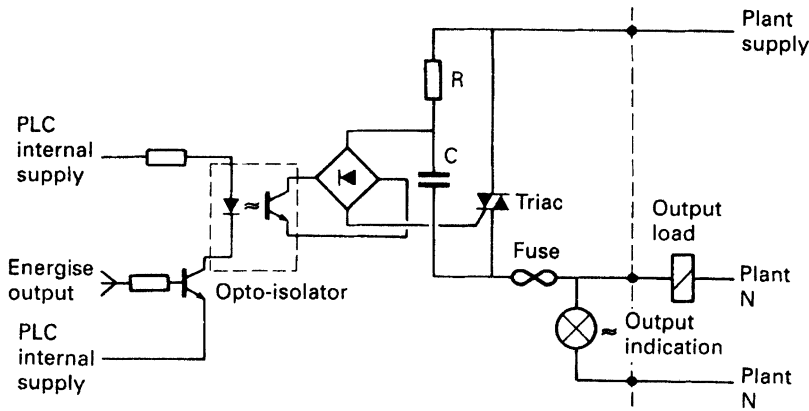 Plant
supply
R
PLC
internal
supply
C
Triac
Output
load
Fuse
Energise
output
Opto-isolator
Plant
N
PLC
internal
supply
≈ Output
indication
Plant
N